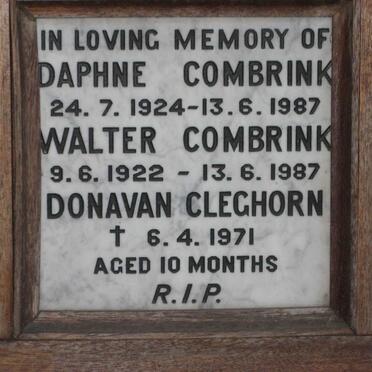 IN LOVING MEMORY OF
DAPHNE COMBRINK
24. 7. 1924-13. 6. 1987
WALTER COMBRINK
9. 6. 1922 - 13. 6. 1987
DONAVAN CLEGHORN
† 6. 4. 1971
AGED 10 MONTHS
R.I.P.